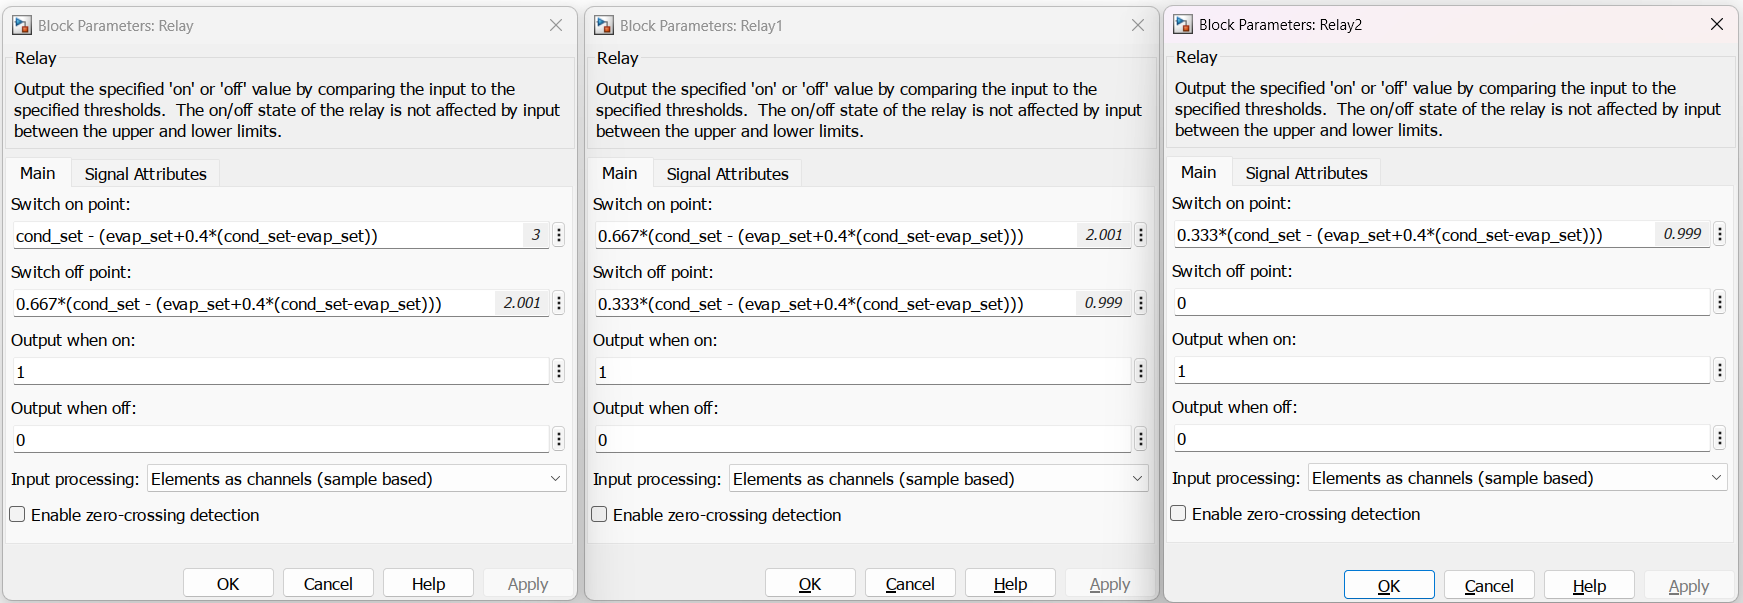 Block Parameters: Relay
Relay
Output the specified 'on' or 'off' value by comparing the input to the
specified thresholds.  The on/off state of the relay is not affected by input
between the upper and lower limits.
Main
Signal Attributes
Switch on point:
cond_set - (evap_set+0.4*(cond_set-evap_set)) 3
Switch off point:
0.667*(cond_set - (evap_set+0.4*(cond_set-evap_set))) 2.001
Output when on:
1
Output when off:
0
Input processing: Elements as channels (sample based)
Enable zero-crossing detection
OK Cancel Help Apply
Block Parameters: Relay1
Relay
Output the specified 'on' or 'off' value by comparing the input to the
specified thresholds.  The on/off state of the relay is not affected by input
between the upper and lower limits.
Main
Signal Attributes
Switch on point:
0.667*(cond_set - (evap_set+0.4*(cond_set-evap_set))) 2.001
Switch off point:
0.333*(cond_set - (evap_set+0.4*(cond_set-evap_set))) 0.999
Output when on:
1
Output when off:
0
Input processing: Elements as channels (sample based)
Enable zero-crossing detection
OK Cancel Help Apply
Block Parameters: Relay2
Relay
Output the specified 'on' or 'off' value by comparing the input to the
specified thresholds.  The on/off state of the relay is not affected by input
between the upper and lower limits.
Main
Signal Attributes
Switch on point:
0.333*(cond_set - (evap_set+0.4*(cond_set-evap_set))) 0.999
Switch off point:
0
Output when on:
1
Output when off:
0
Input processing: Elements as channels (sample based)
Enable zero-crossing detection
OK Cancel Help Apply